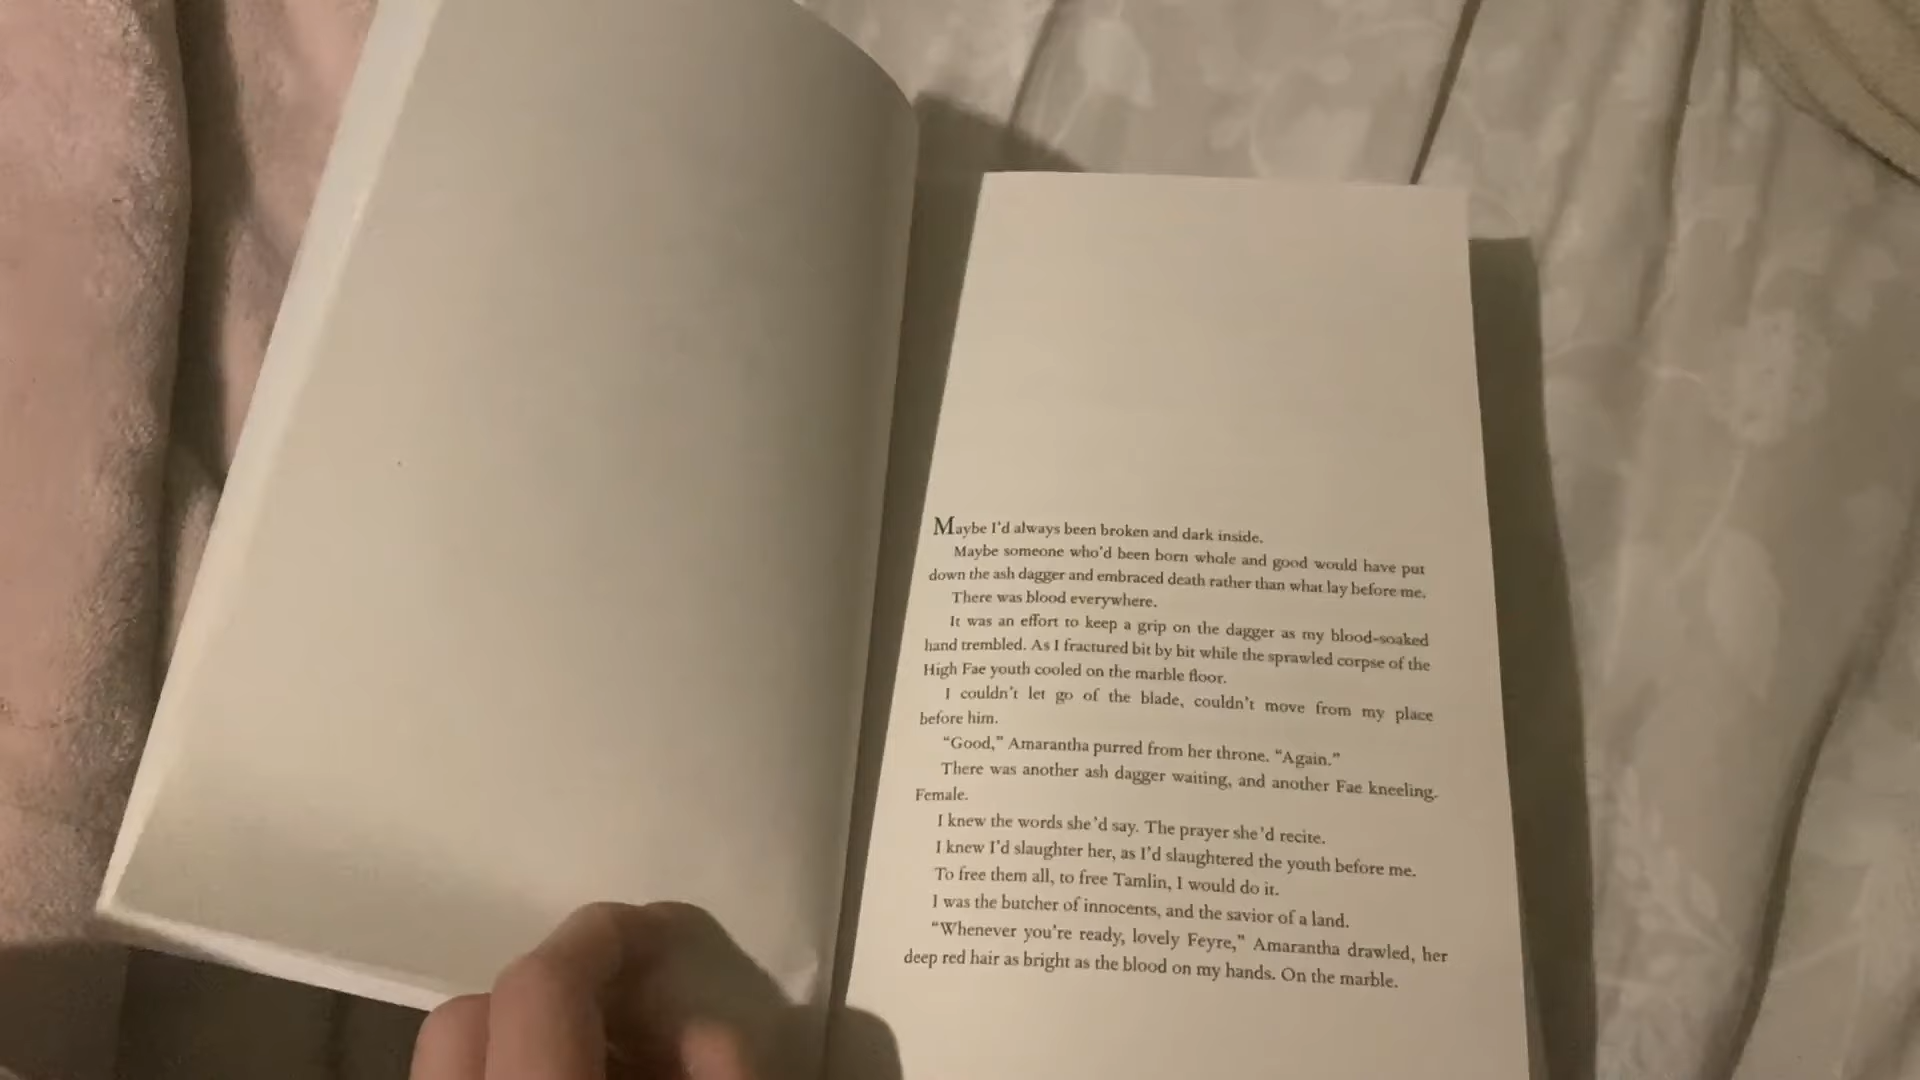 Maybe I'd always been broken and dark inside.
Maybe someone who'd been born whole and good would have put
down the ash dagger and embraced death rather than what lay before me.
There was blood everywhere.
It was an effort to keep a grip on the dagger as my blood-soaked
hand trembled. As I fractured bit by bit while the sprawled corpse of the
High Fae youth cooled on the marble floor.
I couldn't let go of the blade, couldn't move from my place
before him.
“Good,” Amarantha purred from her throne. “Again.”
There was another ash dagger waiting, and another Fae kneeling.
Female.
I knew the words she'd say. The prayer she'd recite.
I knew I'd slaughter her, as I'd slaughtered the youth before me.
To free them all, to free Tamlin, I would do it.
I was the butcher of innocents, and the savior of a land.
“Whenever you're ready, lovely Feyre,” Amarantha drawled, her
deep red hair as bright as the blood on my hands. On the marble.